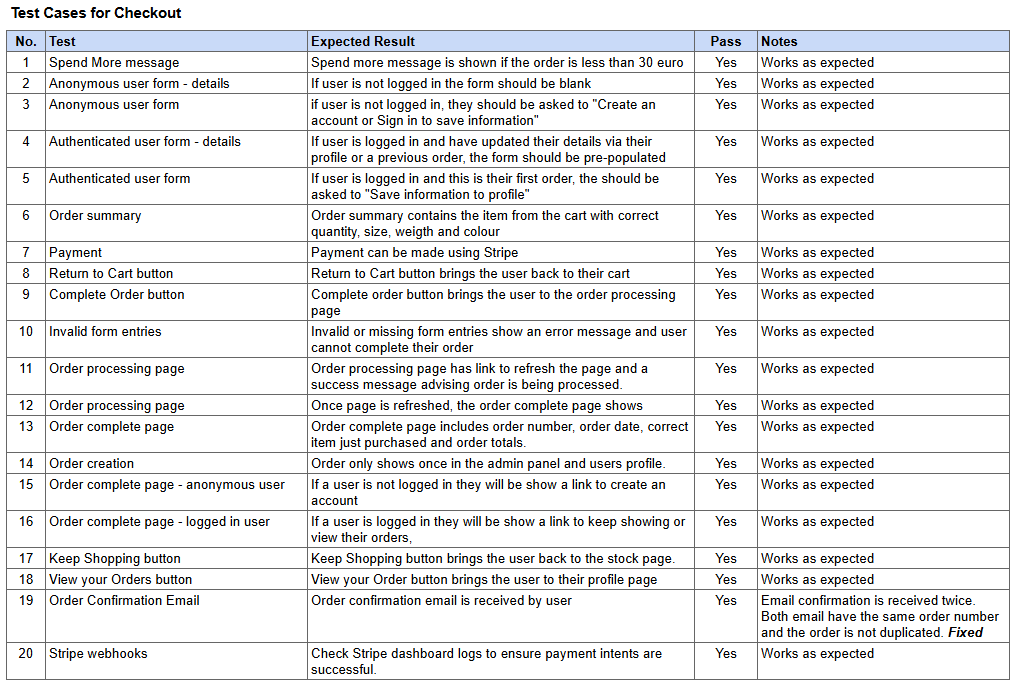 Test Cases for Checkout
No. Test Expected Result Pass Notes
1 Spend More message Spend more message is shown if the order is less than 30 euro Yes Works as expected
2 Anonymous user form - details If user is not logged in the form should be blank Yes Works as expected
3 Anonymous user form if user is not logged in, they should be asked to "Create an Yes Works as expected
account or Sign in to save information"
4 Authenticated user form - details If user is logged in and have updated their details via their Yes Works as expected
profile or a previous order, the form should be pre-populated
5 Authenticated user form If user is logged in and this is their first order, the should be Yes Works as expected
asked to "Save information to profile"
6 Order summary Order summary contains the item from the cart with correct Yes Works as expected
quantity, size, weigth and colour
7 Payment Payment can be made using Stripe Yes Works as expected
8 Return to Cart button Return to Cart button brings the user back to their cart Yes Works as expected
9 Complete Order button Complete order button brings the user to the order processing Yes Works as expected
page
10 Invalid form entries Invalid or missing form entries show an error message and user Yes Works as expected
cannot complete their order
11 Order processing page Order processing page has link to refresh the page and a Yes Works as expected
success message advising order is being processed.
12 Order processing page Once page is refreshed, the order complete page shows Yes Works as expected
13 Order complete page Order complete page includes order number, order date, correct Yes Works as expected
item just purchased and order totals.
14 Order creation Order only shows once in the admin panel and users profile. Yes Works as expected
15 Order complete page - anonymous user If a user is not logged in they will be show a link to create an Yes Works as expected
account
16 Order complete page - logged in user If a user is logged in they will be show a link to keep showing or Yes Works as expected
view their orders,
17 Keep Shopping button Keep Shopping button brings the user back to the stock page. Yes Works as expected
18 View your Orders button View your Order button brings the user to their profile page Yes Works as expected
19 Order Confirmation Email Order confirmation email is received by user Yes Email confirmation is received twice.
Both email have the same order number
and the order is not duplicated. Fixed
20 Stripe webhooks Check Stripe dashboard logs to ensure payment intents are Yes Works as expected
successful.